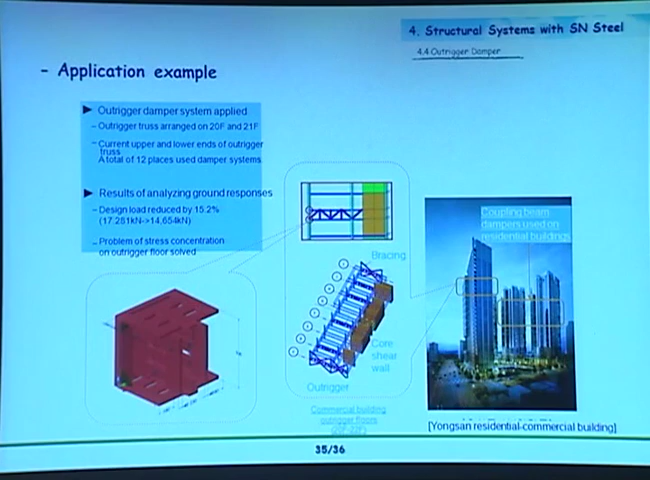 4. Structural Systems with SN Steel
4.4 Outrigger Damper
- Application example
► Outrigger damper system applied
- Outrigger truss arranged on 20F and 21F
- Current upper and lower ends of outrigger
truss
A total of 12 places used damper systems
► Results of analyzing ground responses
- Design load reduced by 15.2%
(17.281kN->14,654kN)
- Problem of stress concentration
on outrigger floor solved
Bracing
Core
shear
wall
Outrigger
Commercial building
outrigger floors
Coupling beam
dampers used on
residential buildings
[Yongsan residential-commercial building]
35/36